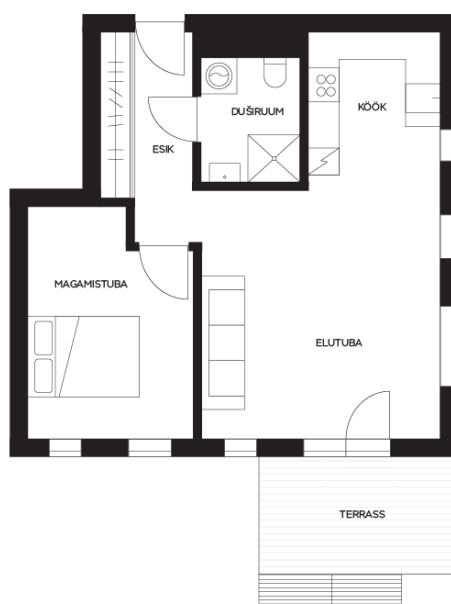 DUŠIRUUM
KÖÖK
ESIK
MAGAMISTUBA
ELUTUBA
TERRASS